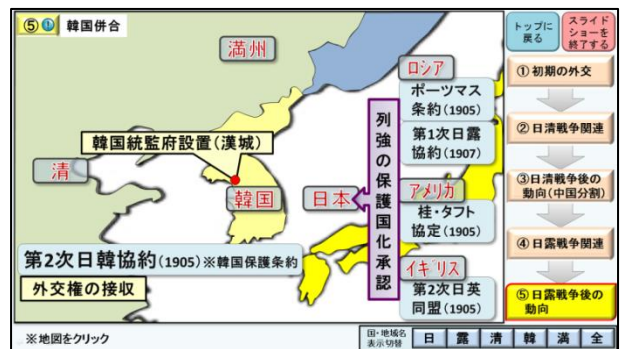 ⑤❶ 韓国併合
満州
ロシア
ポーツマス
条約(1905)
第1次日露
協約(1907)
列強の保護国化承認
韓国統監府設置(漢城)
清
韓国
日本
アメリカ
桂・タフト
協定(1905)
第2次日韓協約(1905)※韓国保護条約
外交権の接収
イギリス
第2次日英
同盟(1905)
※地図をクリック
国・地域名
表示切替
日
露
清
韓
満
全
トップに
戻る
スライド
ショーを
終了する
①初期の外交
②日清戦争関連
③日清戦争後の
動向(中国分割)
④日露戦争関連
⑤日露戦争後の
動向